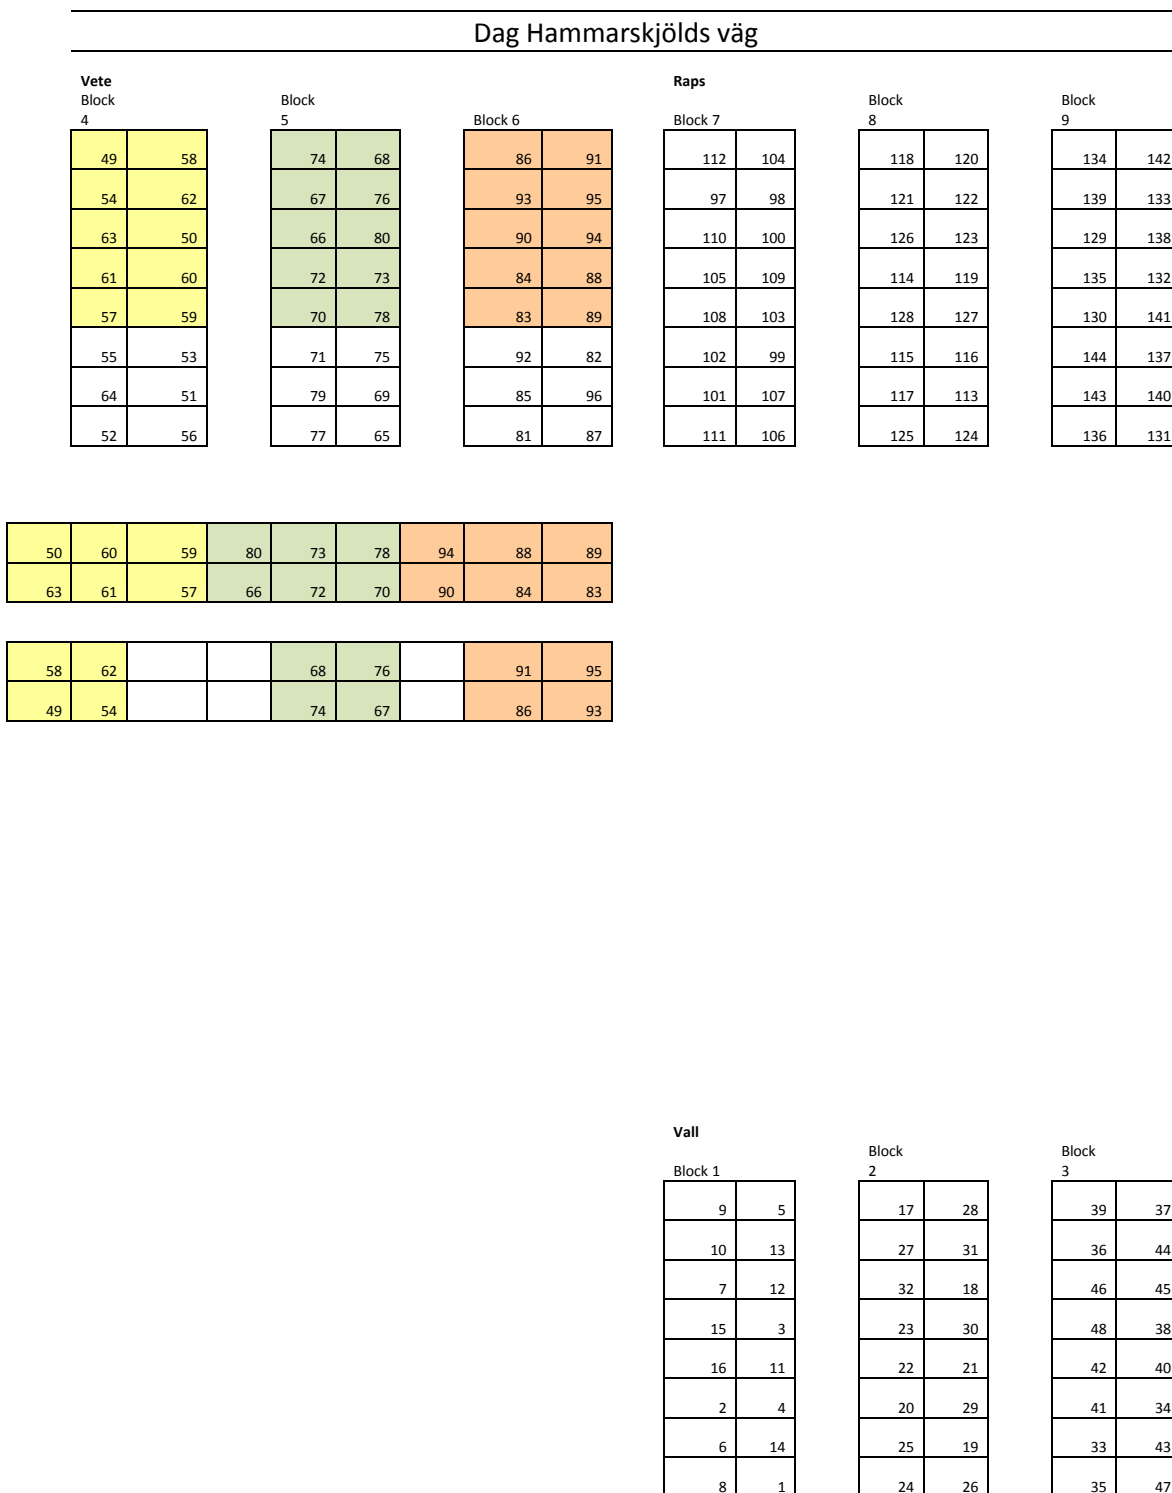 Dag Hammarskjölds väg
Vete Raps
Block Block Block Block
4 5 Block 6 Block 7 8 9
49 58 74 68 86 91 112 104 118 120 134 142
54 62 67 76 93 95 97 98 121 122 139 133
63 50 66 80 90 94 110 100 126 123 129 138
61 60 72 73 84 88 105 109 114 119 135 132
57 59 70 78 83 89 108 103 128 127 130 141
55 53 71 75 92 82 102 99 115 116 144 137
64 51 79 69 85 96 101 107 117 113 143 140
52 56 77 65 81 87 111 106 125 124 136 131
50 60 59 80 73 78 94 88 89
63 61 57 66 72 70 90 84 83
58 62 68 76 91 95
49 54 74 67 86 93
Vall
Block Block
Block 1 2 3
9 5 17 28 39 37
10 13 27 31 36 44
7 12 32 18 46 45
15 3 23 30 48 38
16 11 22 21 42 40
2 4 20 29 41 34
6 14 25 19 33 43
8 1 24 26 35 47